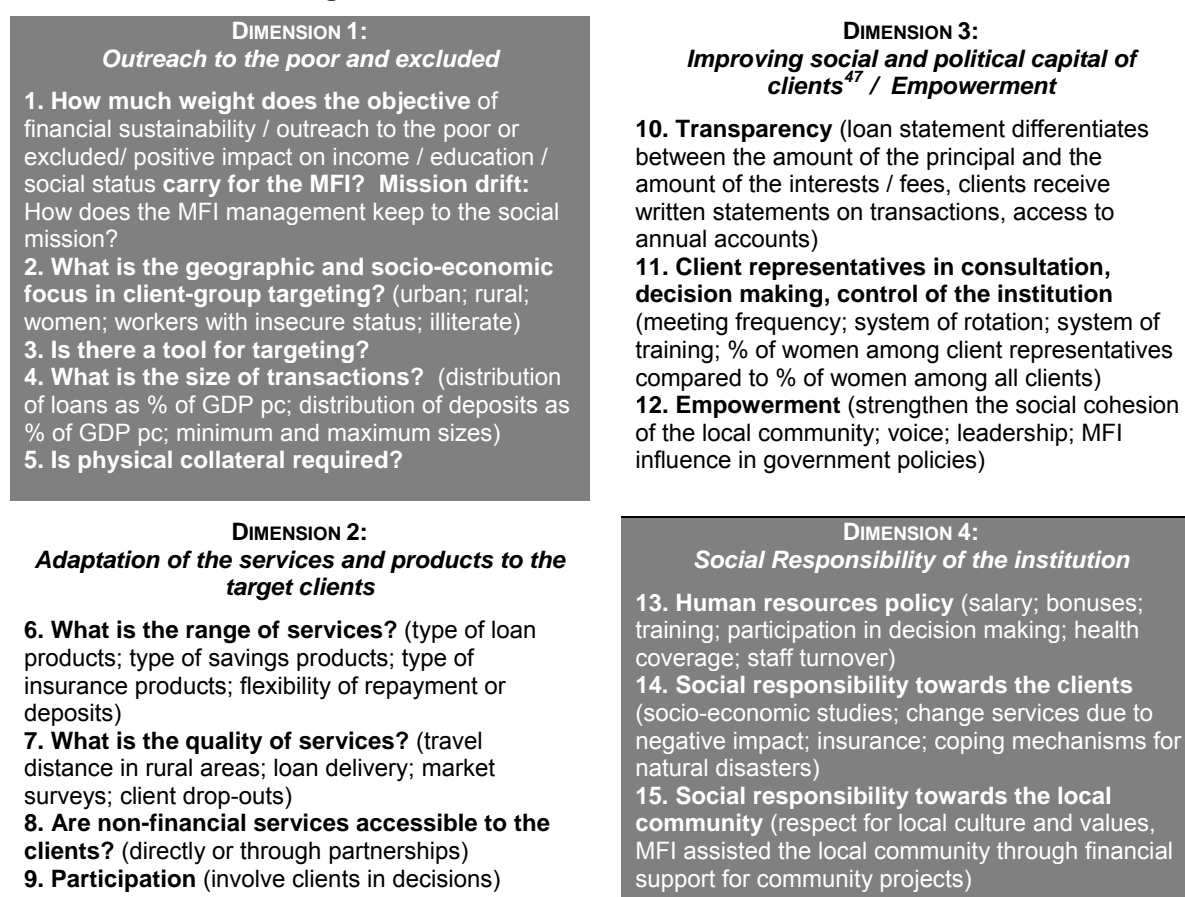 DIMENSION 1:
Outreach to the poor and excluded
1. How much weight does the objective of
financial sustainability / outreach to the poor or
excluded/ positive impact on income / education /
social status carry for the MFI? Mission drift:
How does the MFI management keep to the social
mission?
2. What is the geographic and socio-economic
focus in client-group targeting? (urban; rural;
women; workers with insecure status; illiterate)
3. Is there a tool for targeting?
4. What is the size of transactions? (distribution
of loans as % of GDP pc; distribution of deposits as
% of GDP pc; minimum and maximum sizes)
5. Is physical collateral required?
DIMENSION 2:
Adaptation of the services and products to the
target clients
6. What is the range of services? (type of loan
products; type of savings products; type of
insurance products; flexibility of repayment or
deposits)
7. What is the quality of services? (travel
distance in rural areas; loan delivery; market
surveys; client drop-outs)
8. Are non-financial services accessible to the
clients? (directly or through partnerships)
9. Participation (involve clients in decisions)
DIMENSION 3:
Improving social and political capital of
clients47 / Empowerment
10. Transparency (loan statement differentiates
between the amount of the principal and the
amount of the interests / fees, clients receive
written statements on transactions, access to
annual accounts)
11. Client representatives in consultation,
decision making, control of the institution
(meeting frequency; system of rotation; system of
training; % of women among client representatives
compared to % of women among all clients)
12. Empowerment (strengthen the social cohesion
of the local community; voice; leadership; MFI
influence in government policies)
DIMENSION 4:
Social Responsibility of the institution
13. Human resources policy (salary; bonuses;
training; participation in decision making; health
coverage; staff turnover)
14. Social responsibility towards the clients
(socio-economic studies; change services due to
negative impact; insurance; coping mechanisms for
natural disasters)
15. Social responsibility towards the local
community (respect for local culture and values,
MFI assisted the local community through financial
support for community projects)